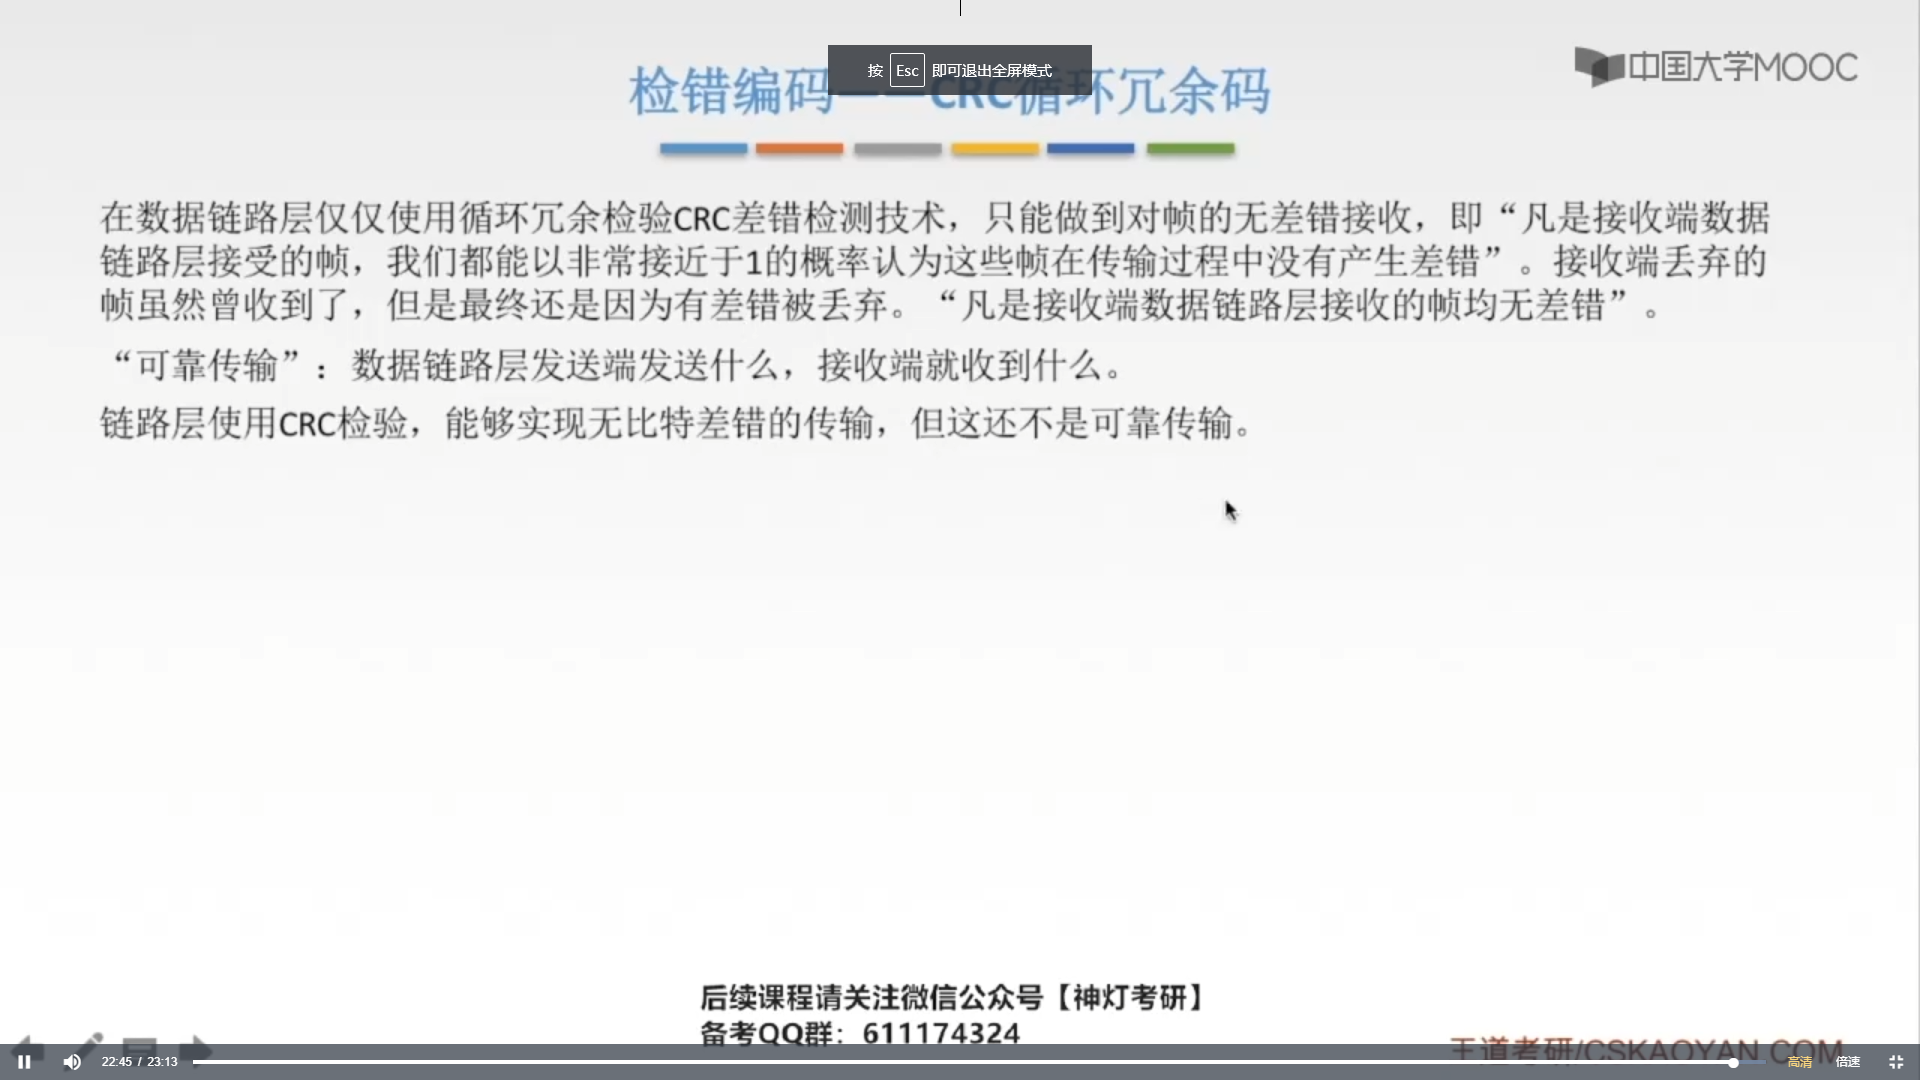 按 Esc 即可退出全屏模式
中国大学MOOC
检错编码——CRC循环冗余码
在数据链路层仅仅使用循环冗余检验CRC差错检测技术，只能做到对帧的无差错接收，即“凡是接收端数据
链路层接受的帧，我们都能以非常接近于1的概率认为这些帧在传输过程中没有产生差错”。接收端丢弃的
帧虽然曾收到了，但是最终还是因为有差错被丢弃。“凡是接收端数据链路层接收的帧均无差错”。
“可靠传输”：数据链路层发送端发送什么，接收端就收到什么。
链路层使用CRC检验，能够实现无比特差错的传输，但这还不是可靠传输。
后续课程请关注微信公众号【神灯考研】
备考QQ群：611174324
王道考研/CSKAOYAN.COM
22:45 / 23:13
高清
倍速